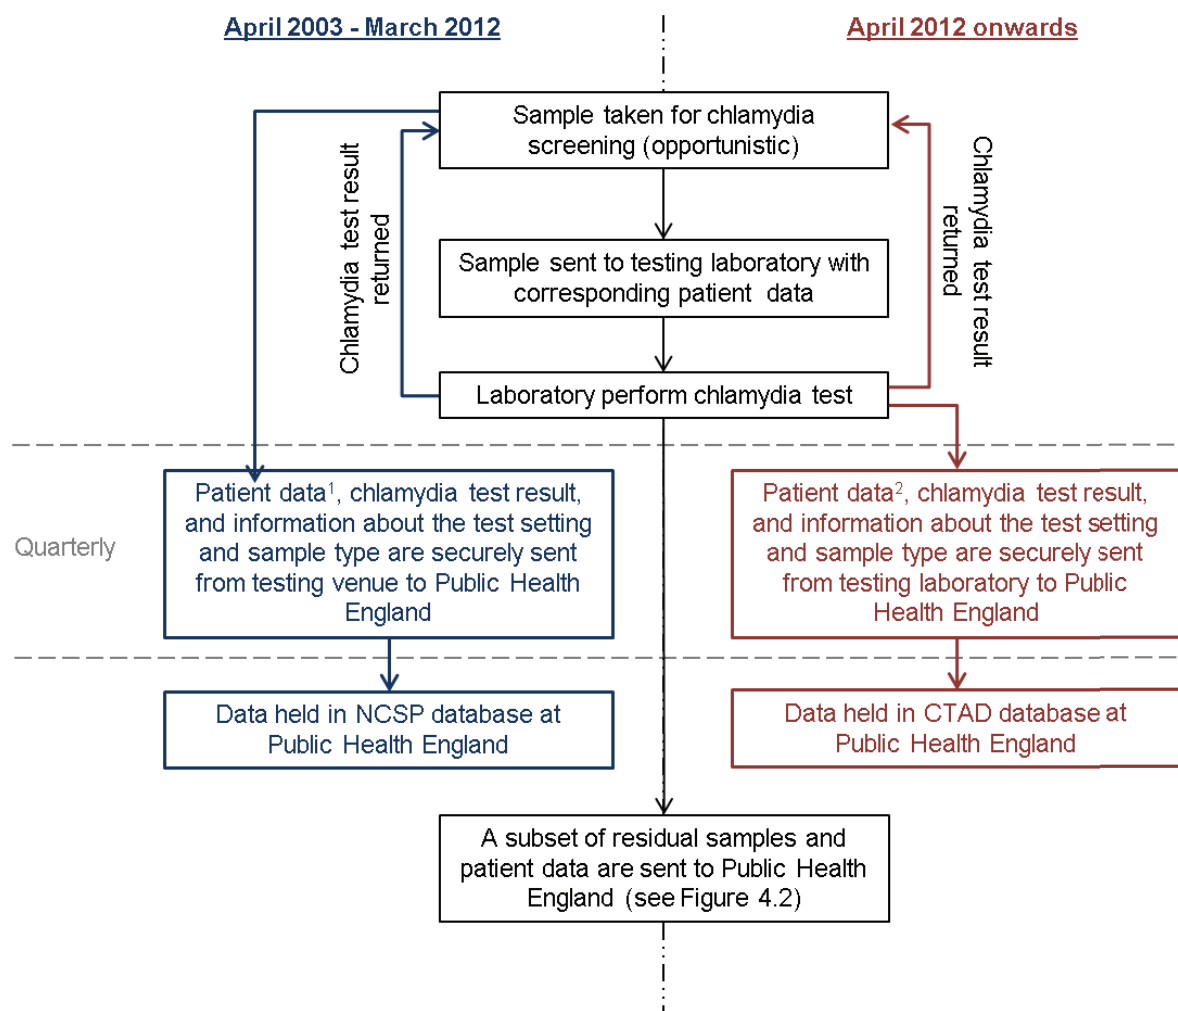 April 2003 - March 2012
April 2012 onwards
Sample taken for chlamydia
screening (opportunistic)
Chlamydia test result
returned
Chlamydia test result
returned
Sample sent to testing laboratory with
corresponding patient data
Laboratory perform chlamydia test
Quarterly
Patient data¹, chlamydia test result,
and information about the test setting
and sample type are securely sent
from testing venue to Public Health
England
Patient data², chlamydia test result,
and information about the test setting
and sample type are securely sent
from testing laboratory to Public
Health England
Data held in NCSP database at
Public Health England
Data held in CTAD database at
Public Health England
A subset of residual samples and
patient data are sent to Public Health
England (see Figure 4.2)